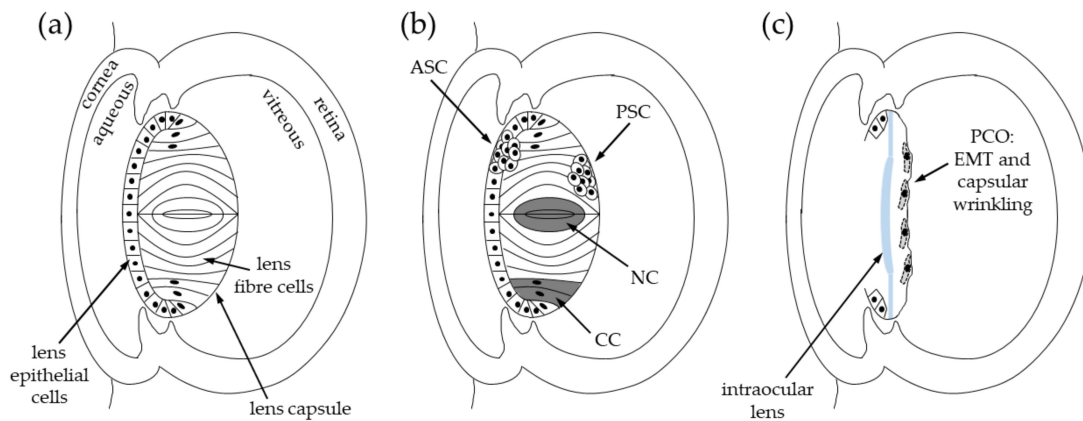 (a)
cornea
aqueous
vitreous
retina
lens
fibre cells
lens
epithelial
cells
lens capsule
(b)
ASC
PSC
NC
CC
(c)
PCO:
EMT and
capsular
wrinkling
intraocular
lens